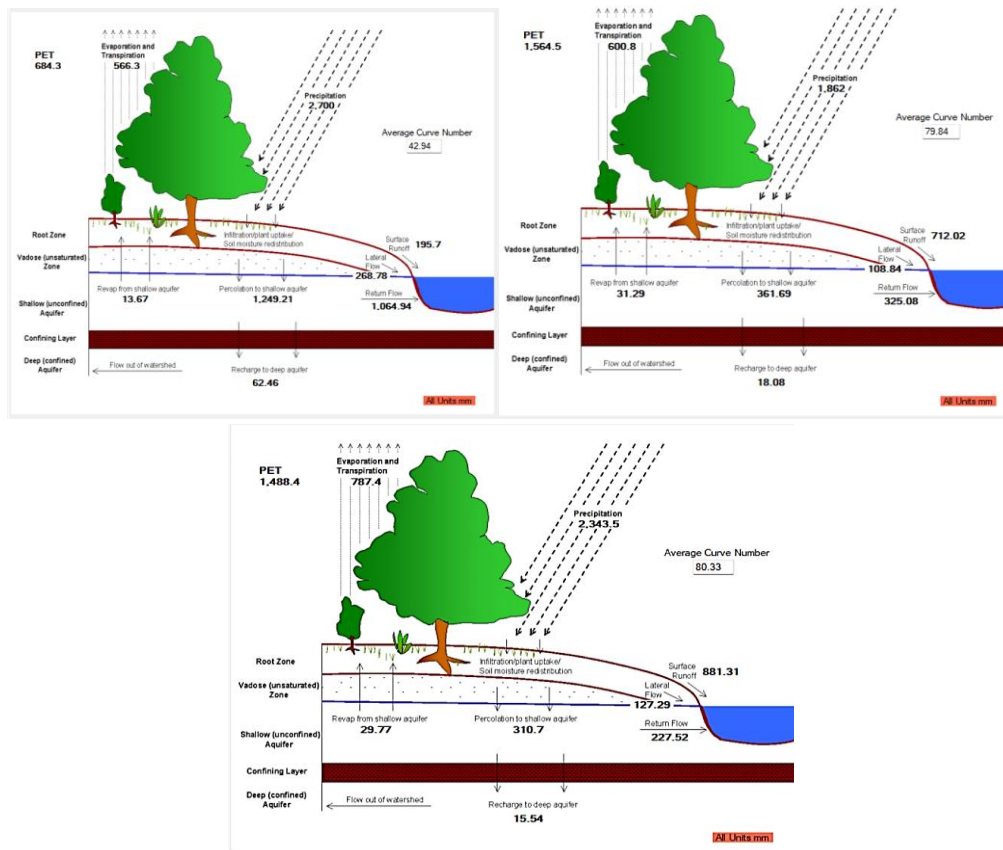 PET
684.3
Evaporation and
Transpiration
566.3
Precipitation
2,700
Average Curve Number
42.94
Root Zone
Infiltration/plant uptake/
Soil moisture redistribution
Surface
Runoff
195.7
Vadose (unsaturated)
Zone
Lateral
Flow
268.78
Revap from shallow aquifer
13.67
Percolation to shallow aquifer
1,249.21
Return Flow
1,064.94
Shallow (unconfined)
Aquifer
Confining Layer
Deep (confined)
Aquifer
Flow out of watershed
Recharge to deep aquifer
62.46
All Units mm
PET
1,564.5
Evaporation and
Transpiration
600.8
Precipitation
1,862
Average Curve Number
79.84
Root Zone
Infiltration/plant uptake/
Soil moisture redistribution
Surface
Runoff
712.02
Vadose (unsaturated)
Zone
Lateral
Flow
108.84
Revap from shallow aquifer
31.29
Percolation to shallow aquifer
361.69
Return Flow
325.08
Shallow (unconfined)
Aquifer
Confining Layer
Deep (confined)
Aquifer
Flow out of watershed
Recharge to deep aquifer
18.08
All Units mm
PET
1,488.4
Evaporation and
Transpiration
787.4
Precipitation
2,343.5
Average Curve Number
80.33
Root Zone
Infiltration/plant uptake/
Soil moisture redistribution
Surface
Runoff
881.31
Vadose (unsaturated)
Zone
Lateral
Flow
127.29
Revap from shallow aquifer
29.77
Percolation to shallow aquifer
310.7
Return Flow
227.52
Shallow (unconfined)
Aquifer
Confining Layer
Deep (confined)
Aquifer
Flow out of watershed
Recharge to deep aquifer
15.54
All Units mm